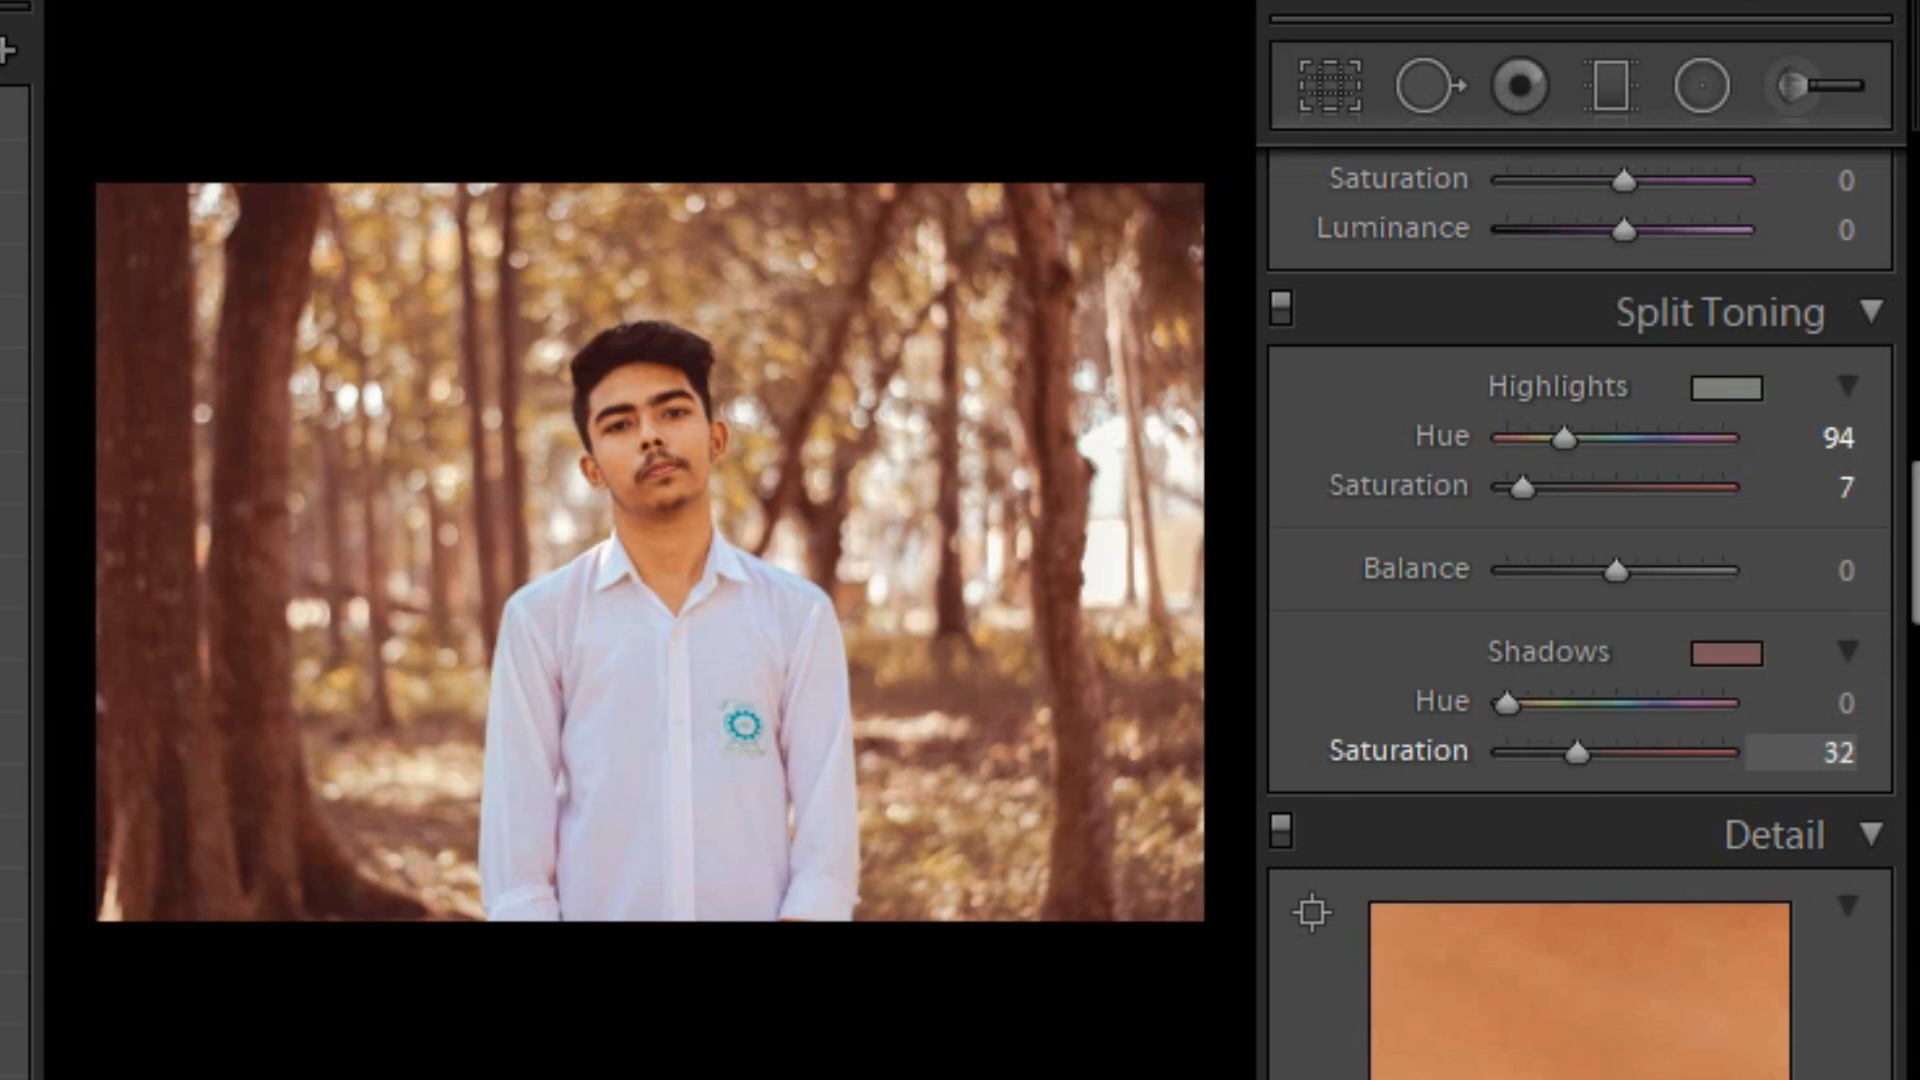 Saturation 0
Luminance 0
Split Toning
Highlights
Hue 94
Saturation 7
Balance 0
Shadows
Hue 0
Saturation 32
Detail